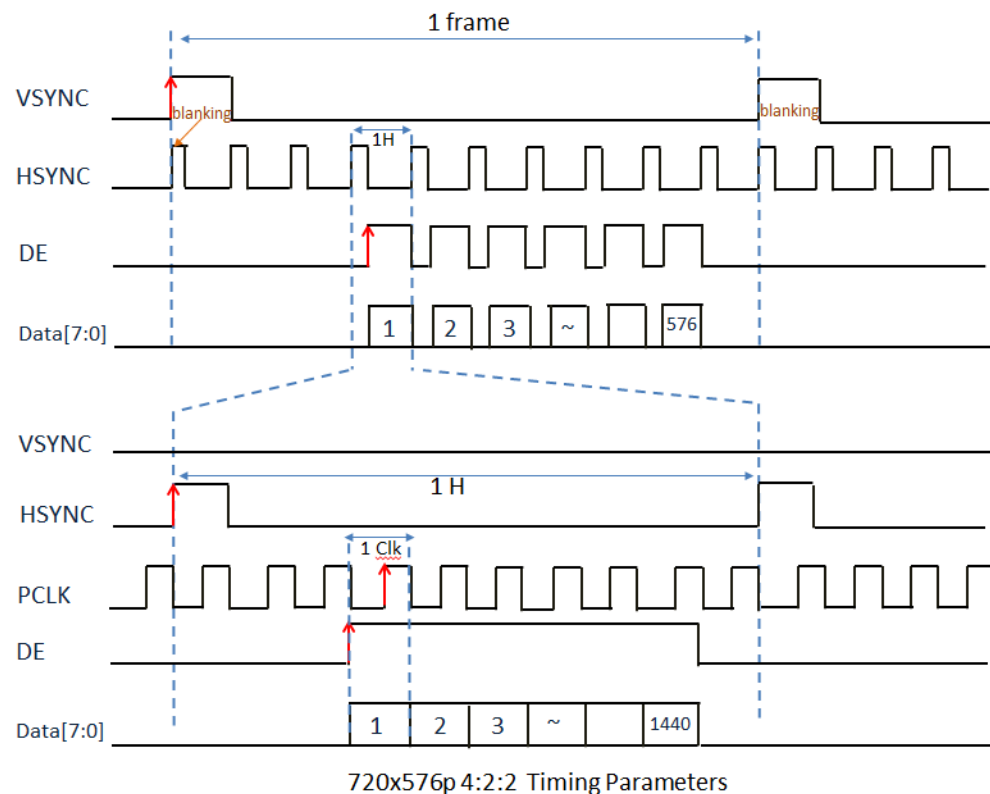 1 frame
VSYNC
blanking
blanking
1H
HSYNC
DE
Data[7:0]
1 2 3 ~ 576
VSYNC
1 H
HSYNC
1 Clk
PCLK
DE
Data[7:0]
1 2 3 ~ 1440
720x576p 4:2:2 Timing Parameters